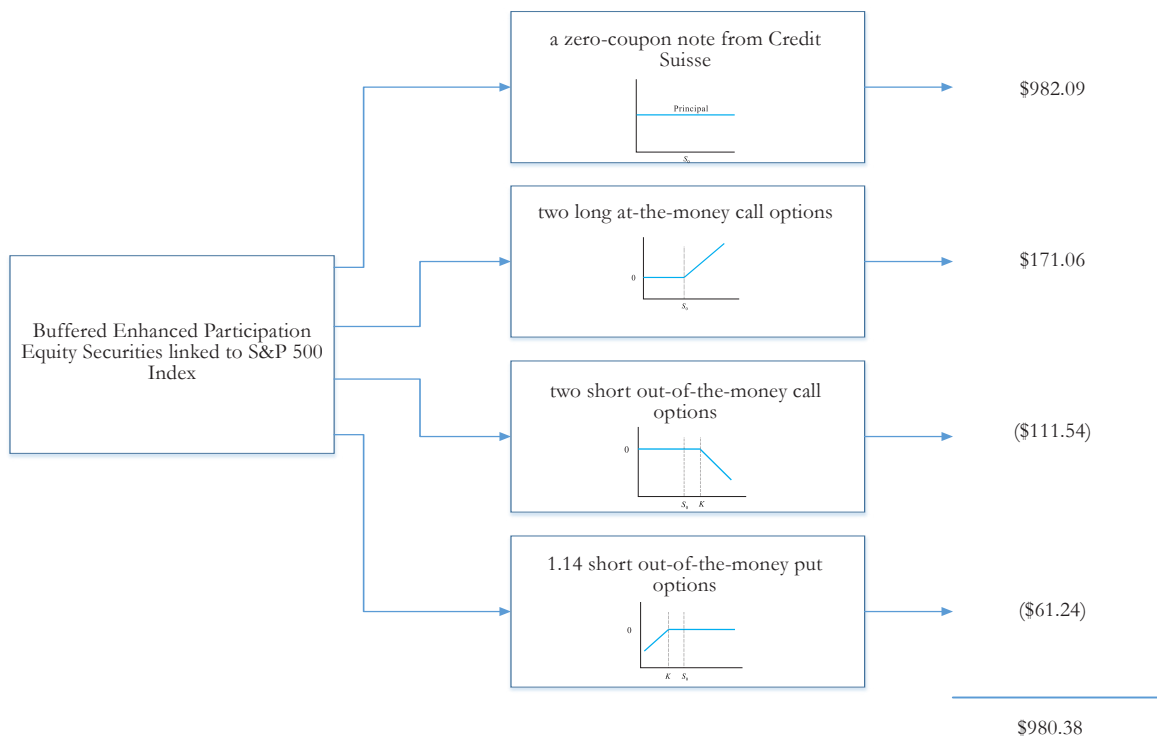 a zero-coupon note from Credit
Suisse
Principal
S₀
$982.09
two long at-the-money call options
0
S₀
$171.06
Buffered Enhanced Participation
Equity Securities linked to S&P 500
Index
two short out-of-the-money call
options
0
S₀ K
($111.54)
1.14 short out-of-the-money put
options
0
K S₀
($61.24)
$980.38